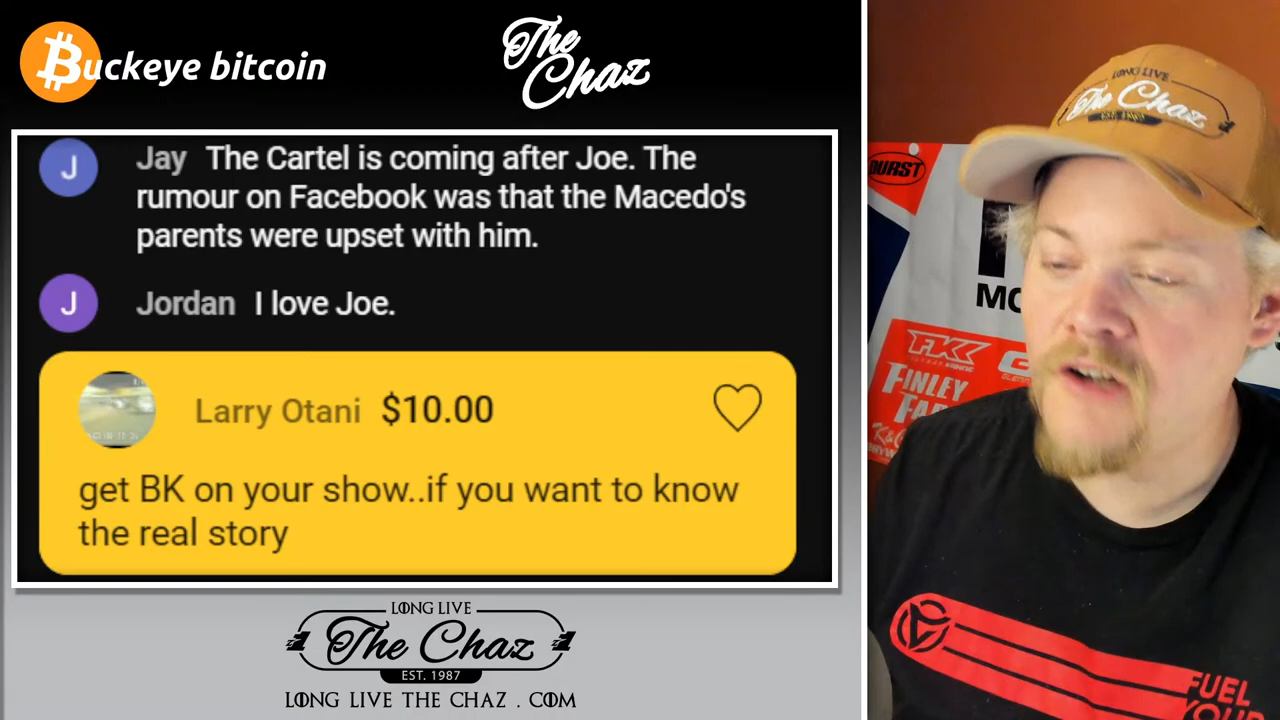 Buckeye bitcoin
The
Chaz
J
Jay The Cartel is coming after Joe. The
rumour on Facebook was that the Macedo's
parents were upset with him.
J
Jordan I love Joe.
Larry Otani $10.00
get BK on your show..if you want to know
the real story
LONG LIVE
The Chaz
EST. 1987
LONG LIVE THE CHAZ . COM
LONG LIVE
The Chaz
DURST
FK
FINLEY
FUEL